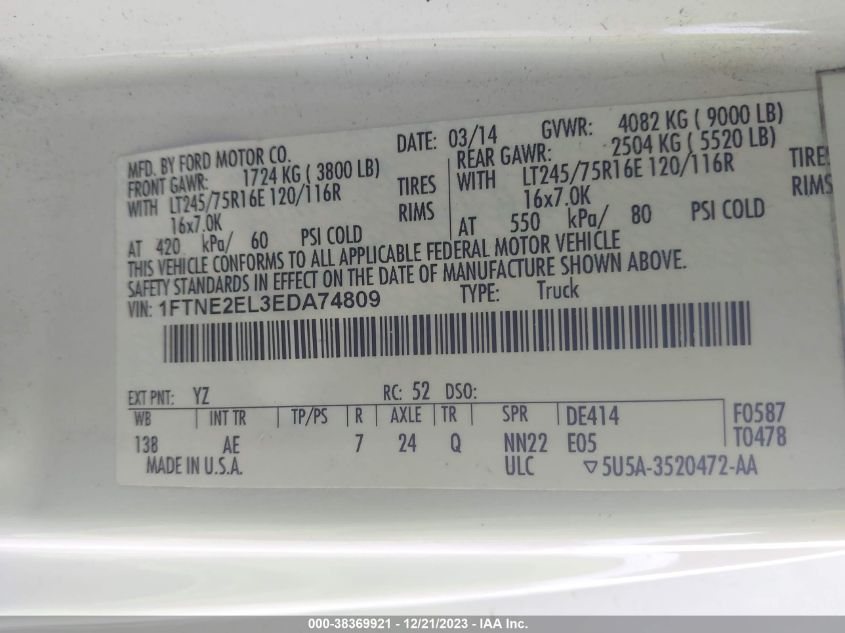 MFD. BY FORD MOTOR CO. DATE: 03/14 GVWR: 4082 KG ( 9000 LB)
FRONT GAWR: 1724 KG ( 3800 LB) REAR GAWR: 2504 KG ( 5520 LB)
WITH LT245/75R16E 120/116R TIRES WITH LT245/75R16E 120/116R TIRES
16x7.0K RIMS 16x7.0K RIMS
AT 420 kPa/ 60 PSI COLD AT 550 kPa/ 80 PSI COLD
THIS VEHICLE CONFORMS TO ALL APPLICABLE FEDERAL MOTOR VEHICLE
SAFETY STANDARDS IN EFFECT ON THE DATE OF MANUFACTURE SHOWN ABOVE.
VIN: 1FTNE2EL3EDA74809 TYPE: Truck
EXT PNT: YZ RC: 52 DSO:
WB INT TR TP/PS R AXLE TR SPR DE414 F0587
138 AE 7 24 Q NN22 E05 T0478
MADE IN U.S.A. ULC ▽5U5A-3520472-AA
000-38369921 - 12/21/2023 - IAA Inc.